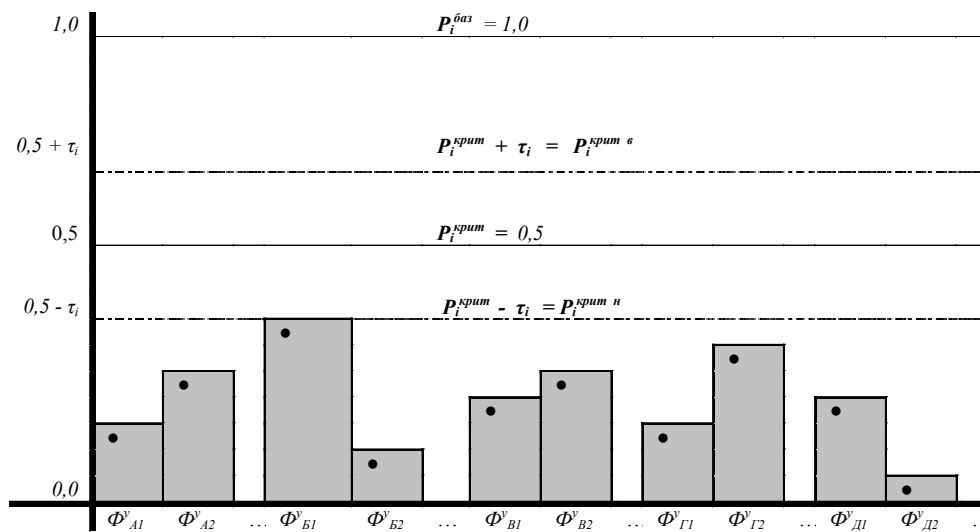 1,0
P_i^баз = 1,0
0,5 + τ_i
P_i^крит + τ_i = P_i^крит в
0,5
P_i^крит = 0,5
0,5 - τ_i
P_i^крит - τ_i = P_i^крит н
0,0
Ф^у_А1 Ф^у_А2 … Ф^у_Б1 Ф^у_Б2 … Ф^у_В1 Ф^у_В2 … Ф^у_Г1 Ф^у_Г2 … Ф^у_Д1 Ф^у_Д2